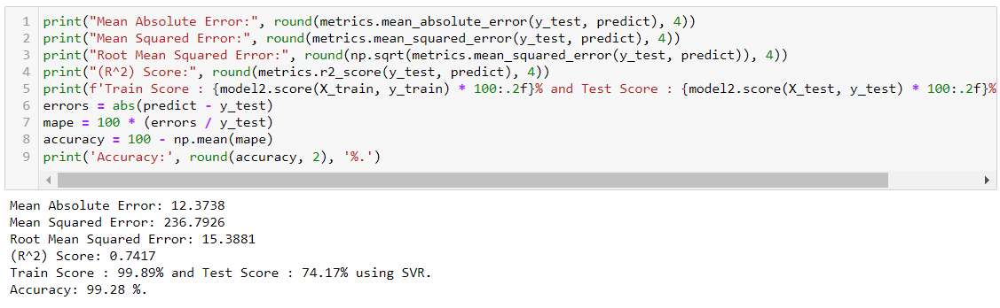 1 print("Mean Absolute Error:", round(metrics.mean_absolute_error(y_test, predict), 4))
2 print("Mean Squared Error:", round(metrics.mean_squared_error(y_test, predict), 4))
3 print("Root Mean Squared Error:", round(np.sqrt(metrics.mean_squared_error(y_test, predict)), 4))
4 print("(R^2) Score:", round(metrics.r2_score(y_test, predict), 4))
5 print(f'Train Score : {model2.score(X_train, y_train) * 100:.2f}% and Test Score : {model2.score(X_test, y_test) * 100:.2f}%
6 errors = abs(predict - y_test)
7 mape = 100 * (errors / y_test)
8 accuracy = 100 - np.mean(mape)
9 print('Accuracy:', round(accuracy, 2), '%.')
Mean Absolute Error: 12.3738
Mean Squared Error: 236.7926
Root Mean Squared Error: 15.3881
(R^2) Score: 0.7417
Train Score : 99.89% and Test Score : 74.17% using SVR.
Accuracy: 99.28 %.